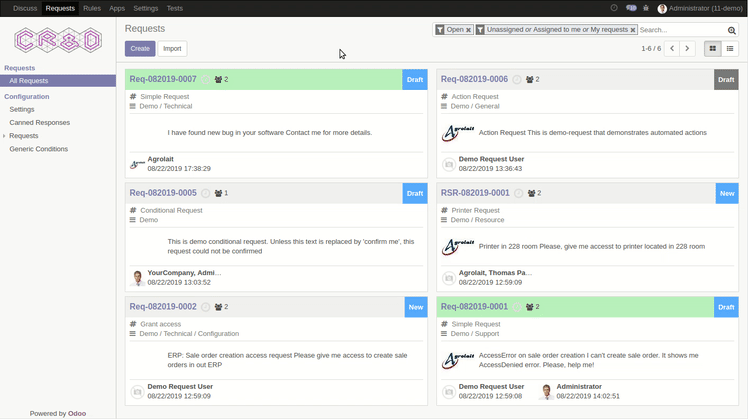 Discuss Requests Rules Apps Settings Tests Administrator (11-demo)
Requests
Open Unassigned or Assigned to me or My requests Search...
Create Import 1-6 / 6
CRND
Requests
All Requests
Configuration
Settings
Canned Responses
Requests
Generic Conditions
Powered by Odoo
Req-082019-0007 2 Draft
Simple Request
Demo / Technical
I have found new bug in your software Contact me for more details.
Agrolait
Agrolait
08/22/2019 17:38:29
Req-082019-0006 2 Draft
Action Request
Demo / General
Agrolait
Action Request This is demo-request that demonstrates automated actions
Demo Request User
08/22/2019 13:36:43
Req-082019-0005 1 Draft
Conditional Request
Demo
This is demo conditional request. Unless this text is replaced by 'confirm me', this
request could not be confirmed
YourCompany, Admi...
08/22/2019 13:03:52
RSR-082019-0001 2 New
Printer Request
Demo / Resource
Agrolait
Printer in 228 room Please, give me accesst to printer located in 228 room
Agrolait, Thomas Pa...
08/22/2019 12:59:09
Req-082019-0002 2 New
Grant access
Demo / Technical / Configuration
ERP: Sale order creation access request Please give me access to create sale
orders in out ERP
Demo Request User
08/22/2019 12:59:09
Req-082019-0001 2 Draft
Simple Request
Demo / Support
Agrolait
AccessError on sale order creation I can't create sale order. It shows me
AccessDenied error. Please, help me!
Demo Request User Administrator
08/22/2019 12:59:08 08/22/2019 14:02:51